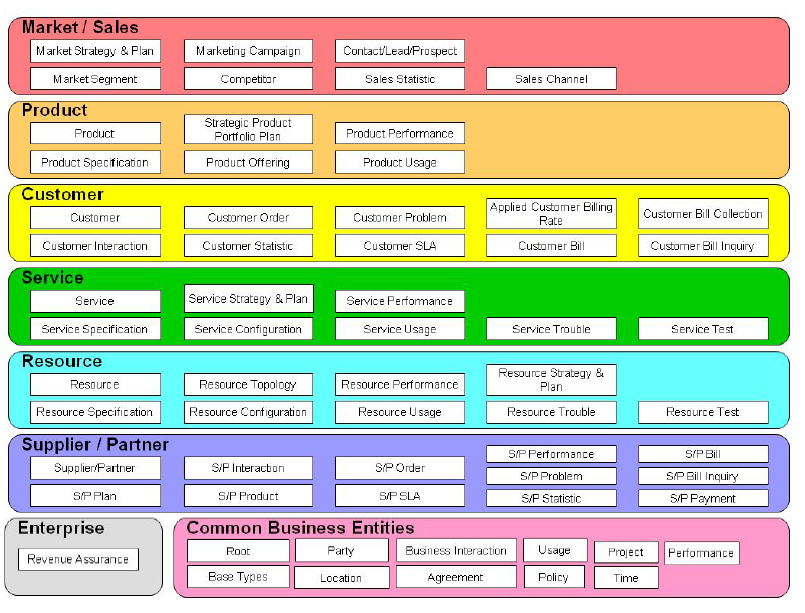 Market / Sales
Market Strategy & Plan
Marketing Campaign
Contact/Lead/Prospect
Market Segment
Competitor
Sales Statistic
Sales Channel
Product
Product
Strategic Product
Portfolio Plan
Product Performance
Product Specification
Product Offering
Product Usage
Customer
Customer
Customer Order
Customer Problem
Applied Customer Billing
Rate
Customer Bill Collection
Customer Interaction
Customer Statistic
Customer SLA
Customer Bill
Customer Bill Inquiry
Service
Service
Service Strategy & Plan
Service Performance
Service Specification
Service Configuration
Service Usage
Service Trouble
Service Test
Resource
Resource
Resource Topology
Resource Performance
Resource Strategy &
Plan
Resource Specification
Resource Configuration
Resource Usage
Resource Trouble
Resource Test
Supplier / Partner
Supplier/Partner
S/P Interaction
S/P Order
S/P Performance
S/P Bill
S/P Problem
S/P Bill Inquiry
S/P Plan
S/P Product
S/P SLA
S/P Statistic
S/P Payment
Enterprise
Revenue Assurance
Common Business Entities
Root
Party
Business Interaction
Usage
Project
Performance
Base Types
Location
Agreement
Policy
Time